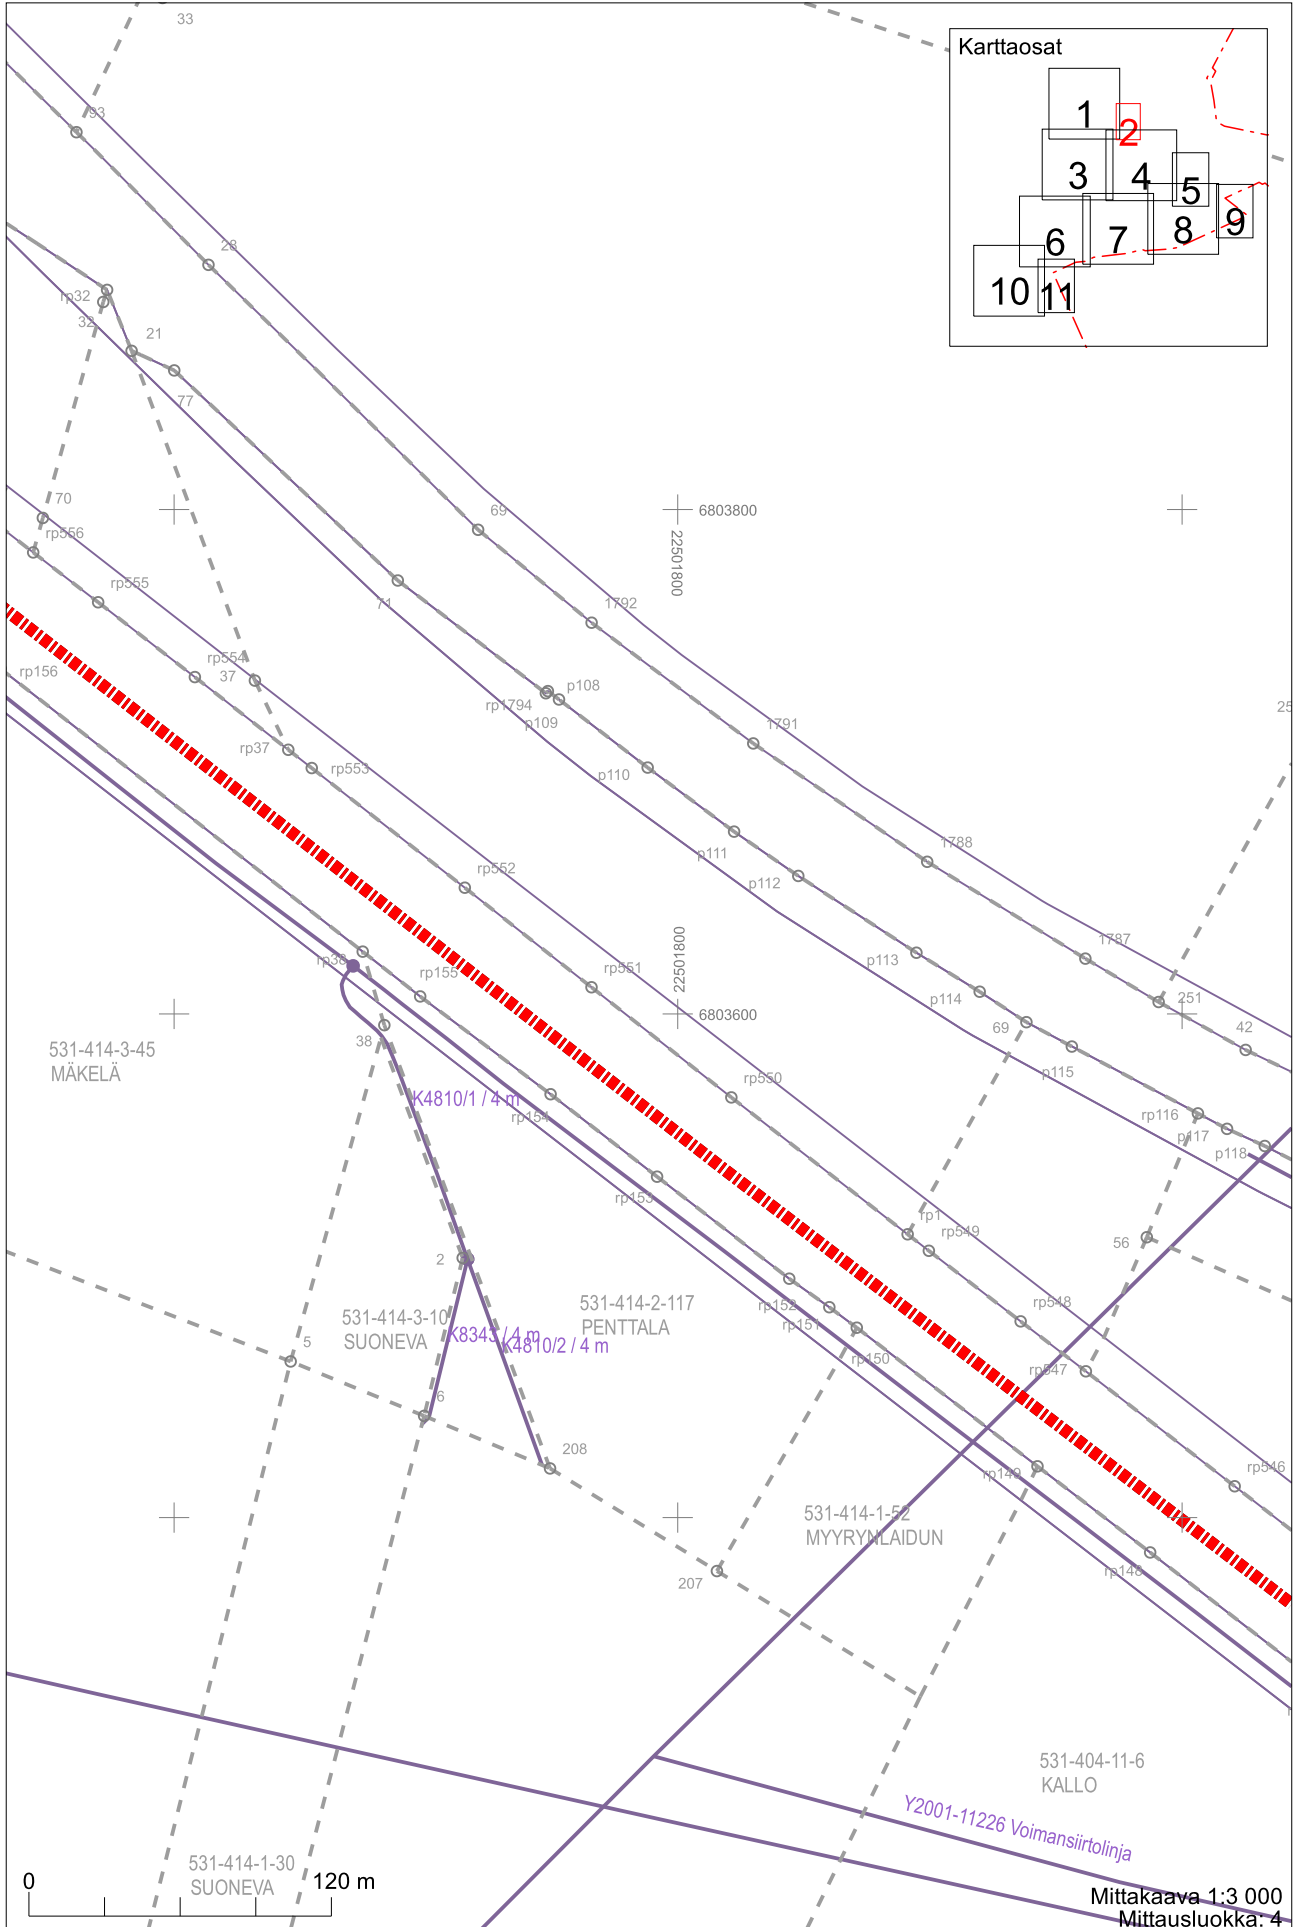 33
Karttaosat
93
1
2
3
4
5
6
7
8
9
10
11
28
rp32
32
21
77
70
rp556
69
6803800
22501800
rp555
71
1792
rp554
37
rp156
p108
rp1794
p109
25
rp37
rp553
1791
p110
p111
1788
rp552
p112
22501800
rp38
rp155
rp551
p113
1787
p114
251
6803600
69
42
38
531-414-3-45
MÄKELÄ
p115
rp550
K4810/1 / 4 m
rp154
rp116
p117
p118
rp153
rp1
rp549
56
2
531-414-2-117
PENTTALA
rp152
rp151
rp548
531-414-3-10
SUONEVA
K8343 / 4 m
K4810/2 / 4 m
5
rp150
rp547
6
208
rp149
rp546
531-414-1-52
MYYRYNLAIDUN
207
rp148
531-404-11-6
KALLO
Y2001-11226 Voimansiirtolinja
531-414-1-30
SUONEVA
0
120 m
Mittakaava 1:3 000
Mittausluokka: 4